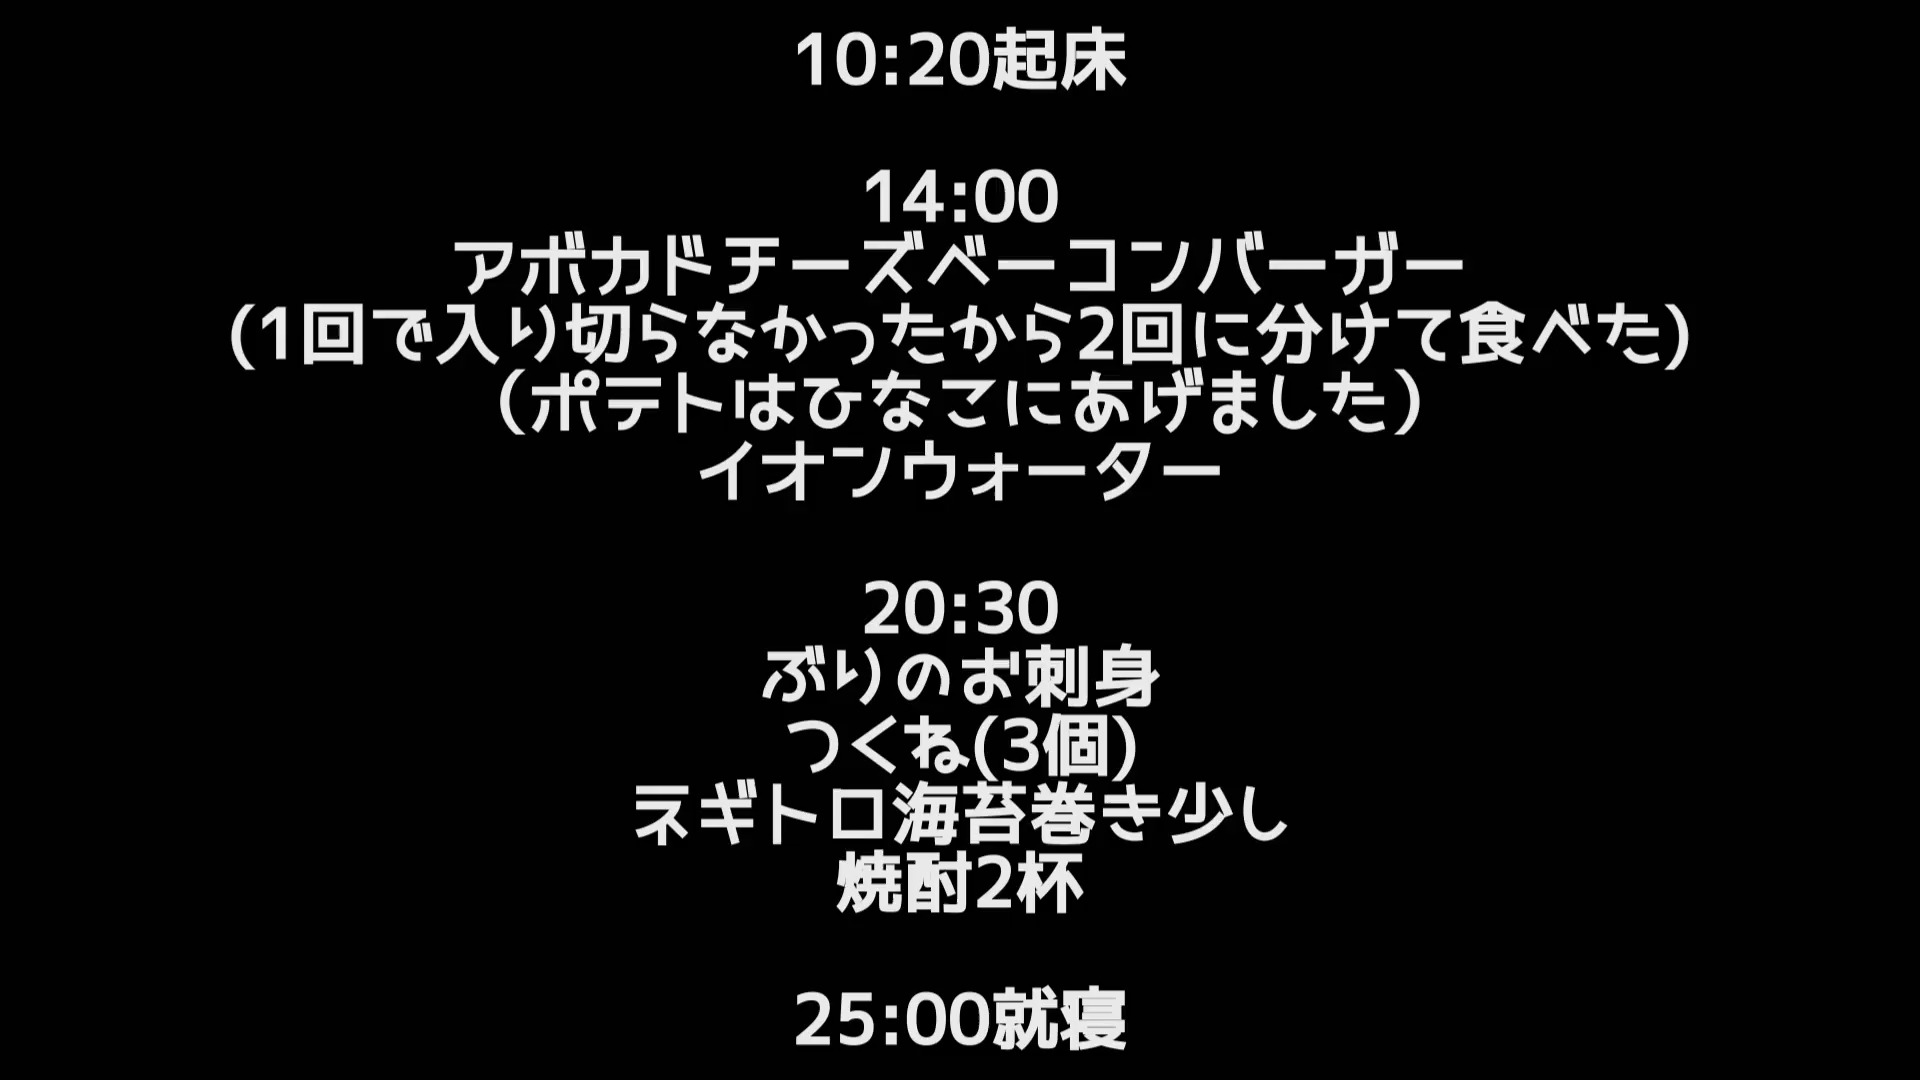 10:20起床
14:00
アボカドチーズベーコンバーガー
(1回で入り切らなかったから2回に分けて食べた)
（ポテトはひなこにあげました）
イオンウォーター
20:30
ぶりのお刺身
つくね(3個)
ネギトロ海苔巻き少し
焼酎2杯
25:00就寝